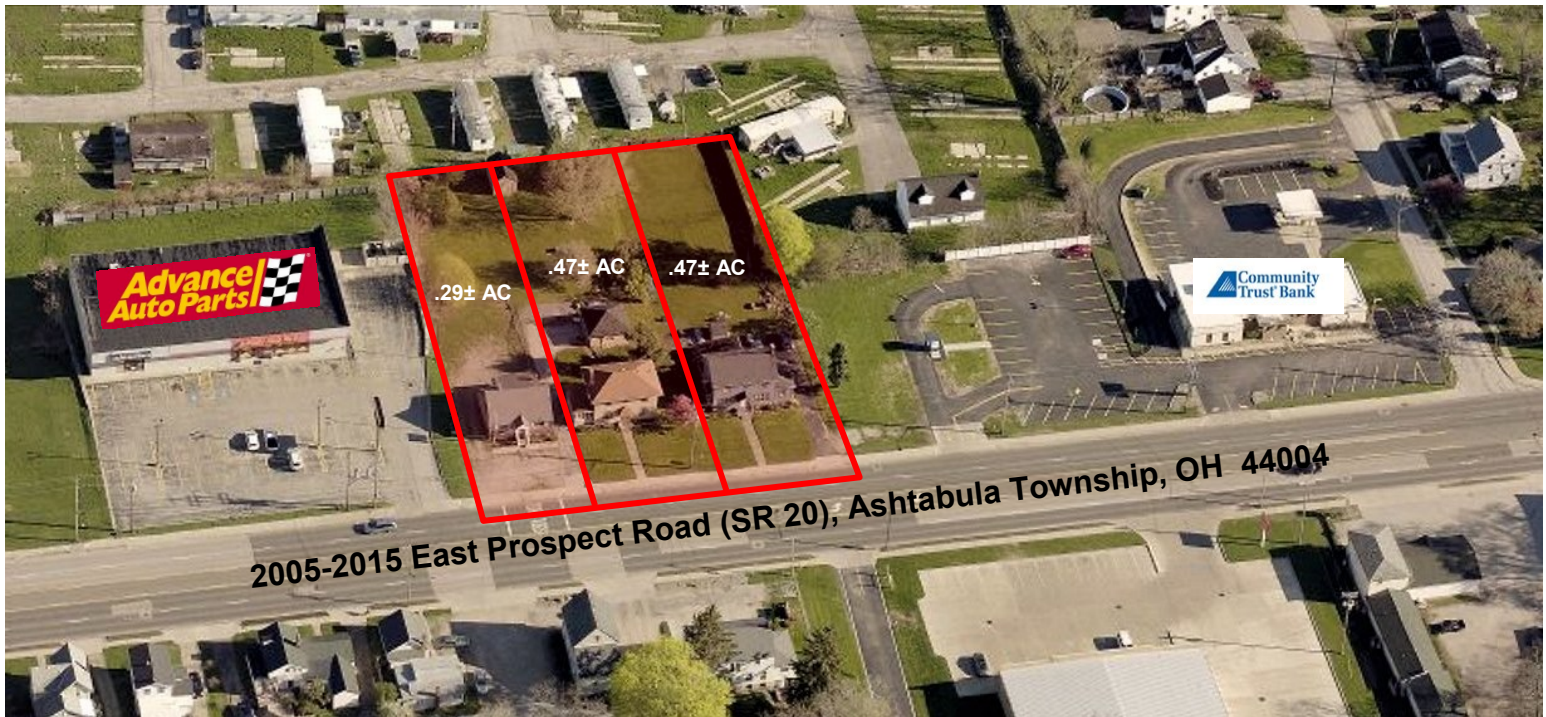 Advance
Auto Parts
.29± AC
.47± AC
.47± AC
Community
Trust Bank
2005-2015 East Prospect Road (SR 20), Ashtabula Township, OH 44004